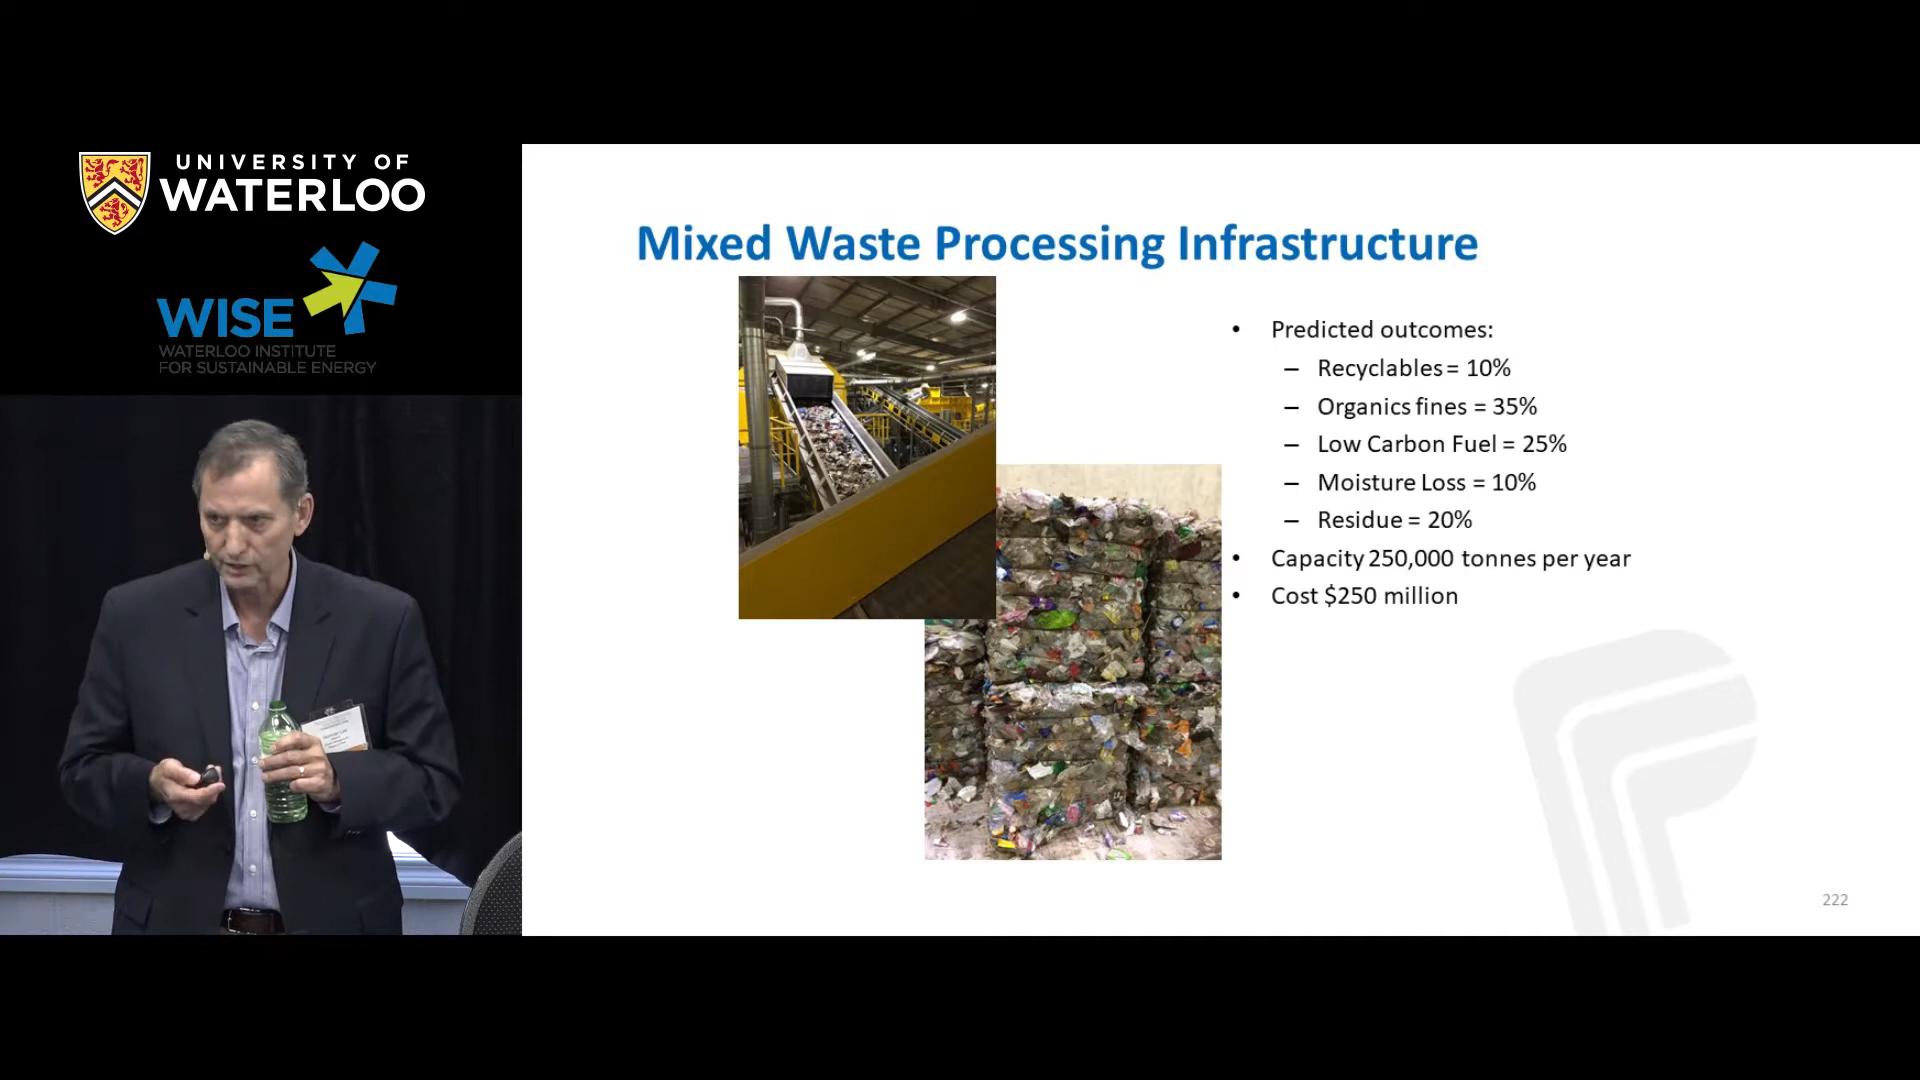 UNIVERSITY OF
WATERLOO
WISE
WATERLOO INSTITUTE
FOR SUSTAINABLE ENERGY
Mixed Waste Processing Infrastructure
• Predicted outcomes:
– Recyclables = 10%
– Organics fines = 35%
– Low Carbon Fuel = 25%
– Moisture Loss = 10%
– Residue = 20%
• Capacity 250,000 tonnes per year
• Cost $250 million
222